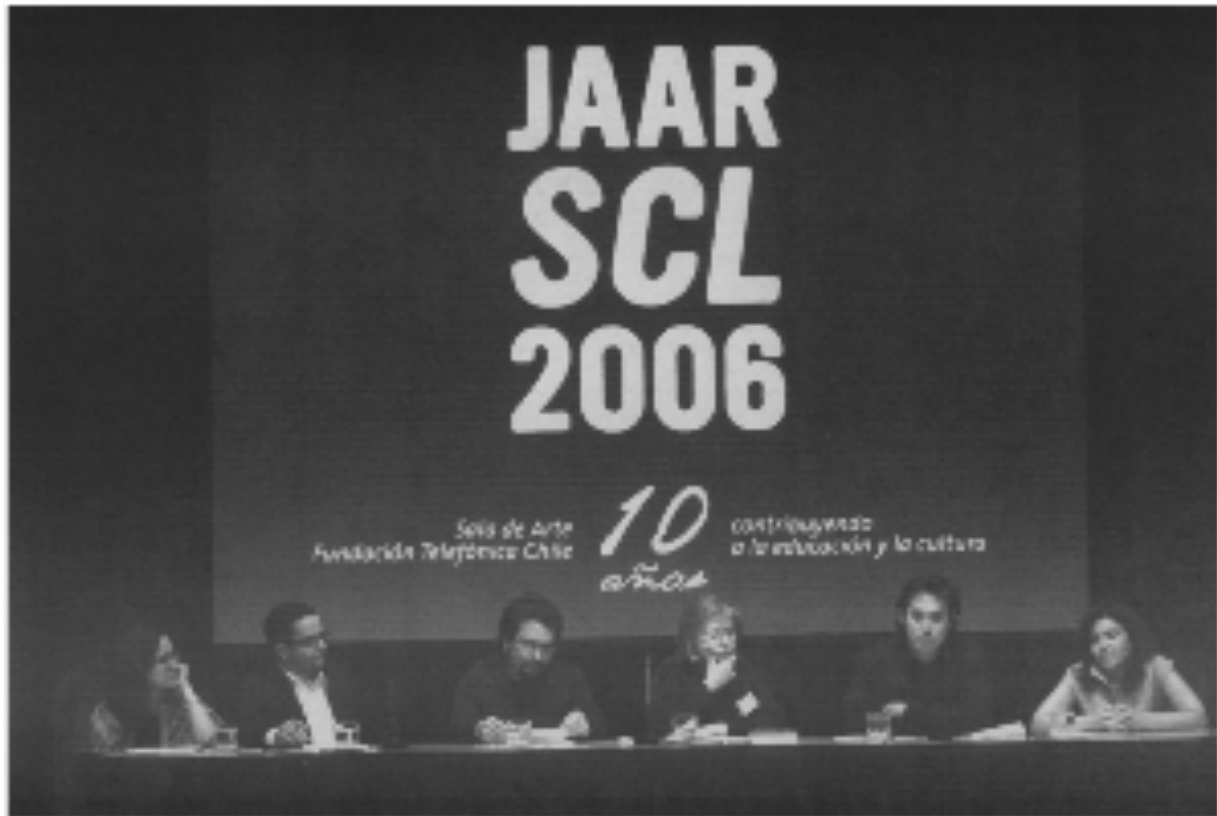 JAAR
SCL
2006
Sala de Arte
Fundación Telefónica Chile
10
años
contribuyendo
a la educación y la cultura